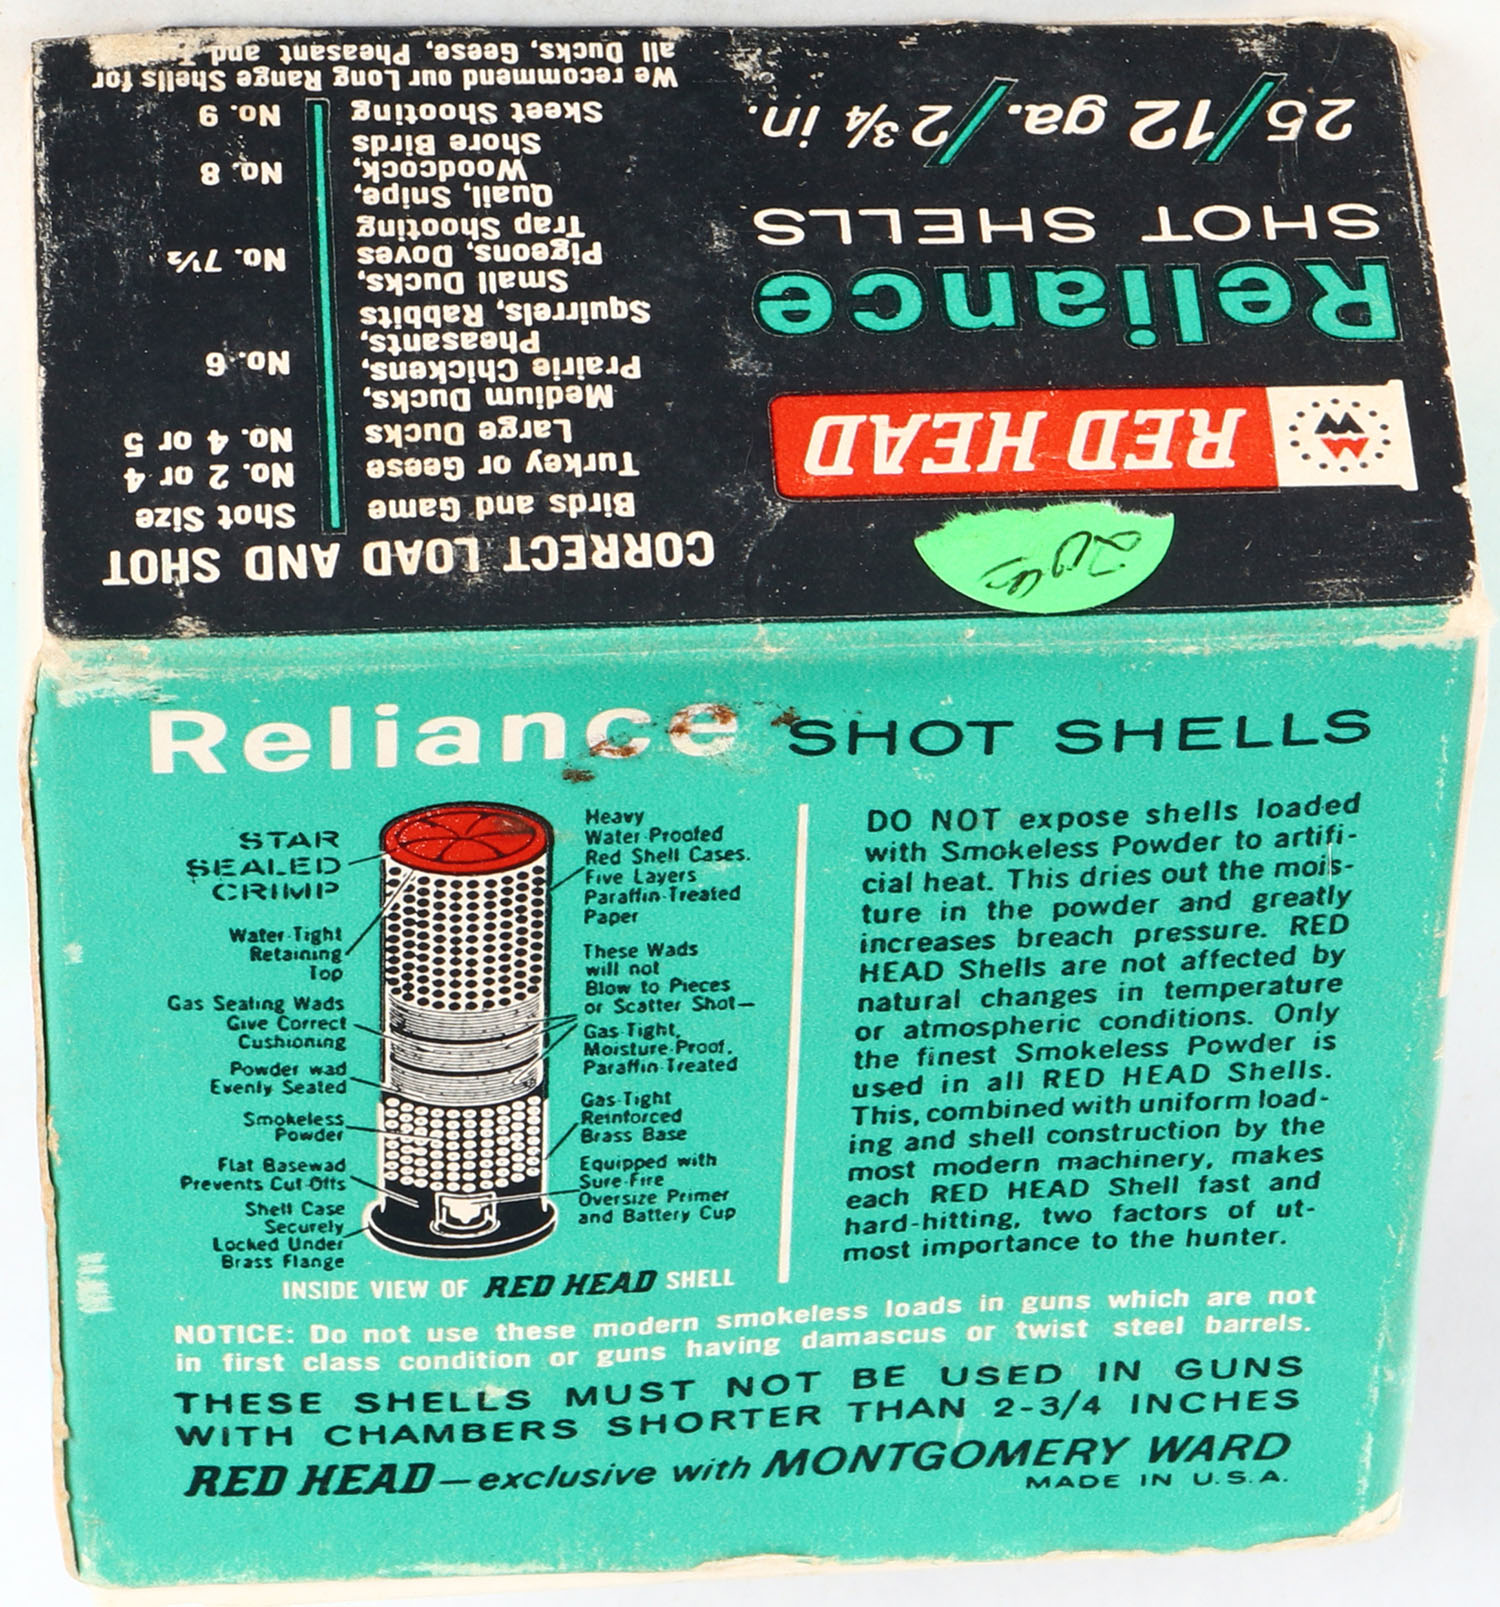 RED HEAD
Reliance
SHOT SHELLS
25/12 ga./2¾ in.
CORRECT LOAD AND SHOT
Birds and Game Shot Size
Turkey or Geese No. 2 or 4
Large Ducks No. 4 or 5
Medium Ducks,
Prairie Chickens, No. 6
Pheasants,
Squirrels, Rabbits
Small Ducks,
Pigeons, Doves No. 7½
Trap Shooting
Quail, Snipe,
Woodcock, No. 8
Shore Birds
Skeet Shooting No. 9
We recommend our Long Range Shells for
all Ducks, Geese, Pheasant and
Reliance SHOT SHELLS
STAR
SEALED
CRIMP
Water-Tight
Retaining
Top
Gas Sealing Wads
Give Correct
Cushioning
Powder wad
Evenly Seated
Smokeless
Powder
Flat Basewad
Prevents Cut-Offs
Shell Case
Securely
Locked Under
Brass Flange
Heavy
Water-Proofed
Red Shell Cases.
Five Layers
Paraffin-Treated
Paper
These Wads
will not
Blow to Pieces
or Scatter Shot—
Gas-Tight,
Moisture-Proof,
Paraffin-Treated
Gas-Tight
Reinforced
Brass Base
Equipped with
Sure-Fire
Oversize Primer
and Battery Cup
INSIDE VIEW OF RED HEAD SHELL
DO NOT expose shells loaded
with Smokeless Powder to artifi-
cial heat. This dries out the mois-
ture in the powder and greatly
increases breach pressure. RED
HEAD Shells are not affected by
natural changes in temperature
or atmospheric conditions. Only
the finest Smokeless Powder is
used in all RED HEAD Shells.
This, combined with uniform load-
ing and shell construction by the
most modern machinery, makes
each RED HEAD Shell fast and
hard-hitting, two factors of ut-
most importance to the hunter.
NOTICE: Do not use these modern smokeless loads in guns which are not
in first class condition or guns having damascus or twist steel barrels.
THESE SHELLS MUST NOT BE USED IN GUNS
WITH CHAMBERS SHORTER THAN 2-3/4 INCHES
RED HEAD—exclusive with MONTGOMERY WARD
MADE IN U.S.A.